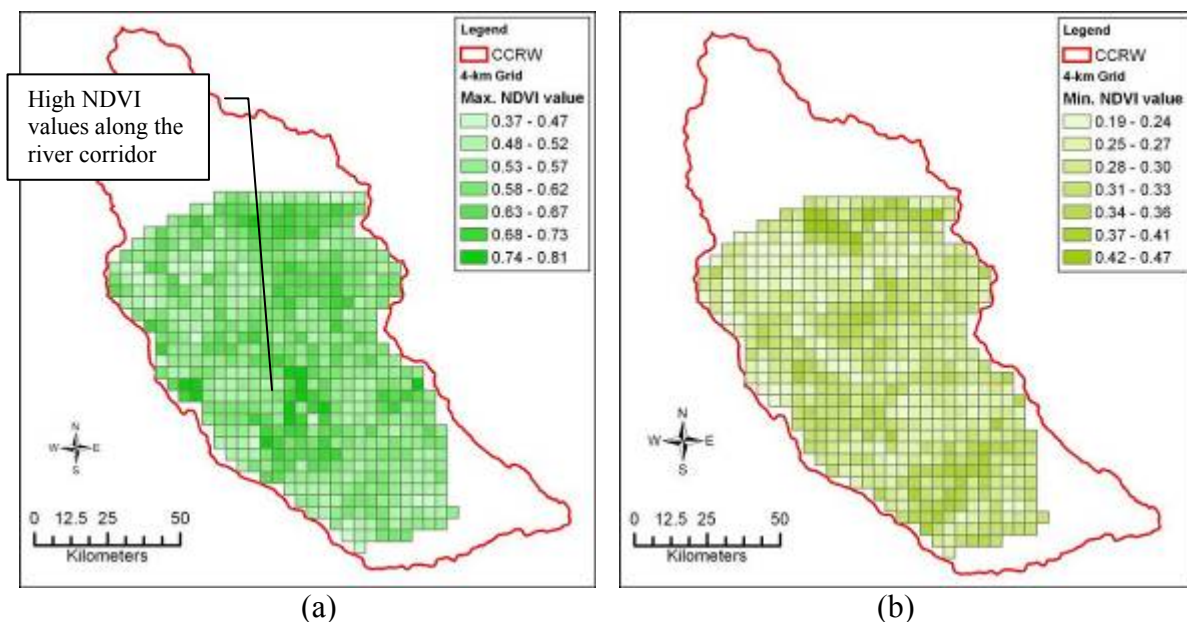 High NDVI
values along the
river corridor
Legend
CCRW
4-km Grid
Max. NDVI value
0.37 - 0.47
0.48 - 0.52
0.53 - 0.57
0.58 - 0.62
0.63 - 0.67
0.68 - 0.73
0.74 - 0.81
N
W E
S
0 12.5 25 50
Kilometers
(a)
Legend
CCRW
4-km Grid
Min. NDVI value
0.19 - 0.24
0.25 - 0.27
0.28 - 0.30
0.31 - 0.33
0.34 - 0.36
0.37 - 0.41
0.42 - 0.47
N
W E
S
0 12.5 25 50
Kilometers
(b)